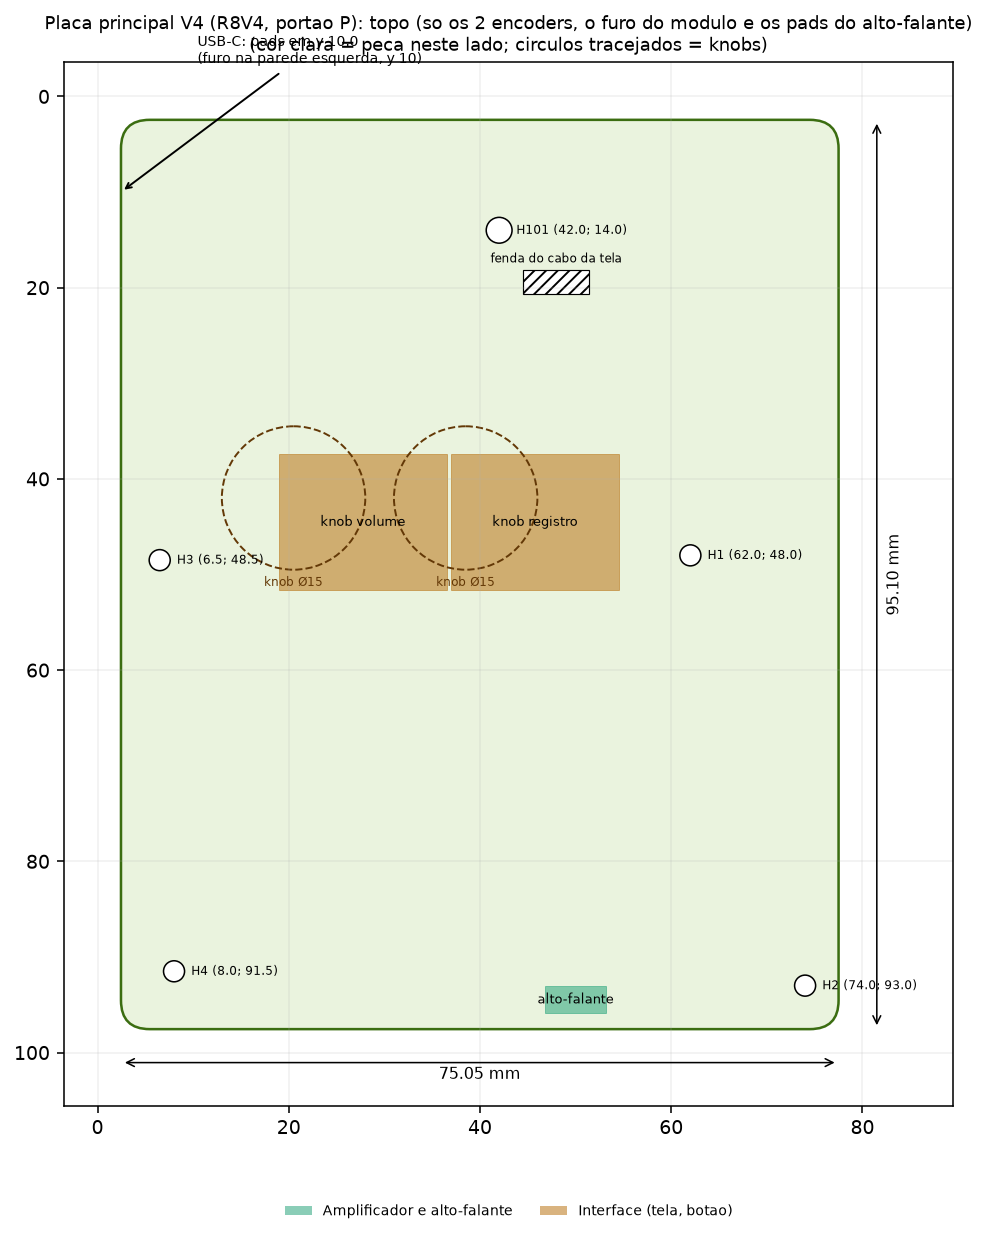 Placa principal V4 (R8V4, portao P): topo (so os 2 encoders, o furo do modulo e os pads do alto-falante)
(cor clara = peca neste lado; circulos tracejados = knobs)
USB-C: pads em y 10.0
(furo na parede esquerda, y 10)
0
H101 (42.0; 14.0)
fenda do cabo da tela
20
40
knob volume
knob registro
H3 (6.5; 48.5)
H1 (62.0; 48.0)
knob Ø15
knob Ø15
95.10 mm
60
80
H4 (8.0; 91.5)
alto-falante
H2 (74.0; 93.0)
100
75.05 mm
0
20
40
60
80
Amplificador e alto-falante
Interface (tela, botao)